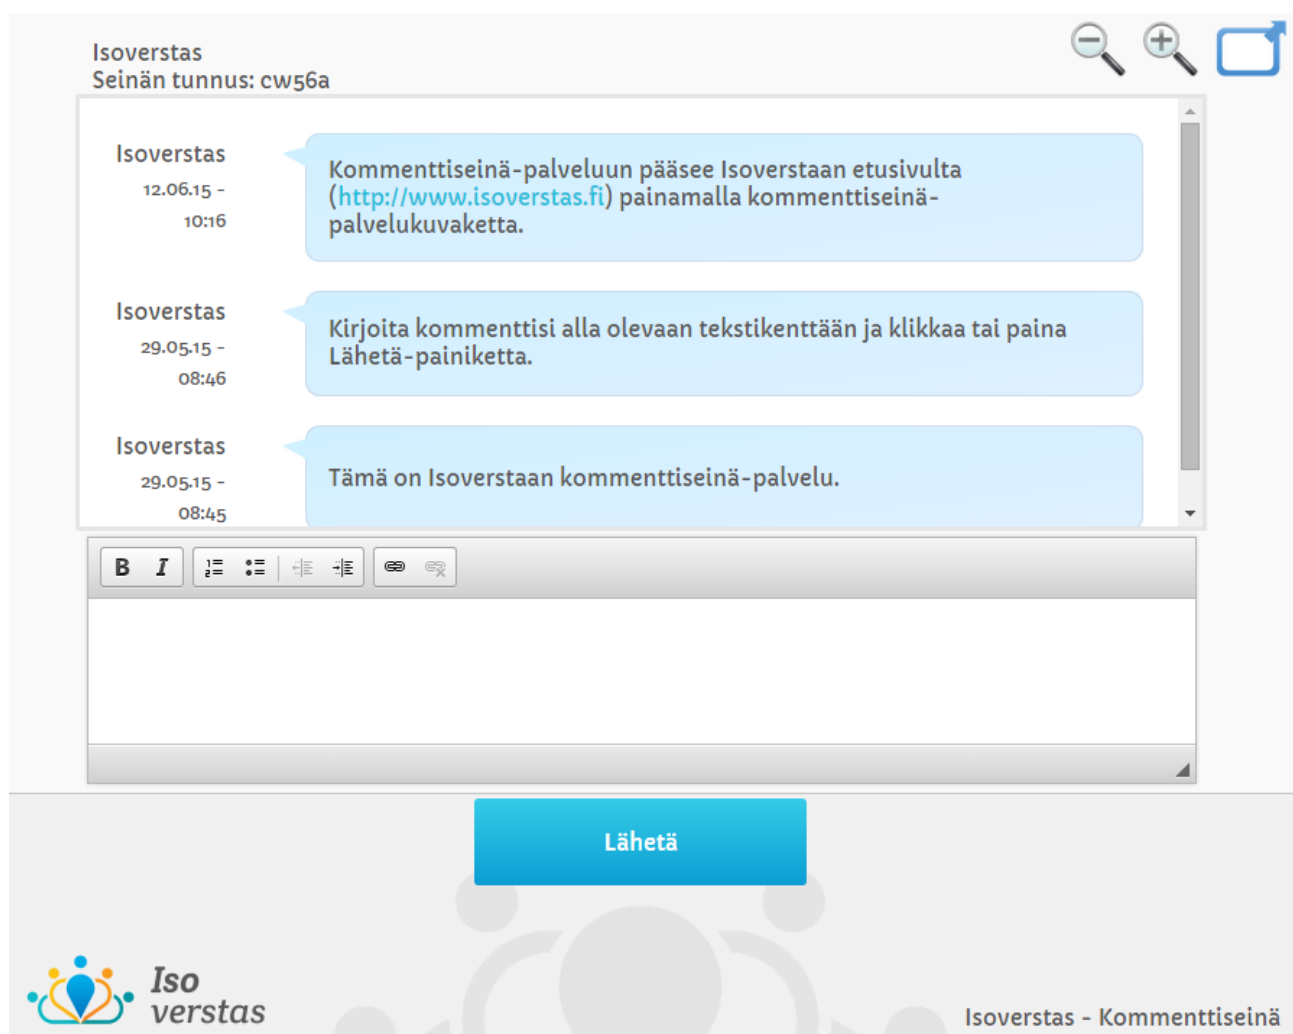 Isoverstas
Seinän tunnus: cw56a
Isoverstas
12.06.15 -
10:16
Kommenttiseinä-palveluun pääsee Isoverstaan etusivulta
(http://www.isoverstas.fi) painamalla kommenttiseinä-
palvelukuvaketta.
Isoverstas
29.05.15 -
08:46
Kirjoita kommenttisi alla olevaan tekstikenttään ja klikkaa tai paina
Lähetä-painiketta.
Isoverstas
29.05.15 -
08:45
Tämä on Isoverstaan kommenttiseinä-palvelu.
B I
Lähetä
Iso
verstas
Isoverstas - Kommenttiseinä